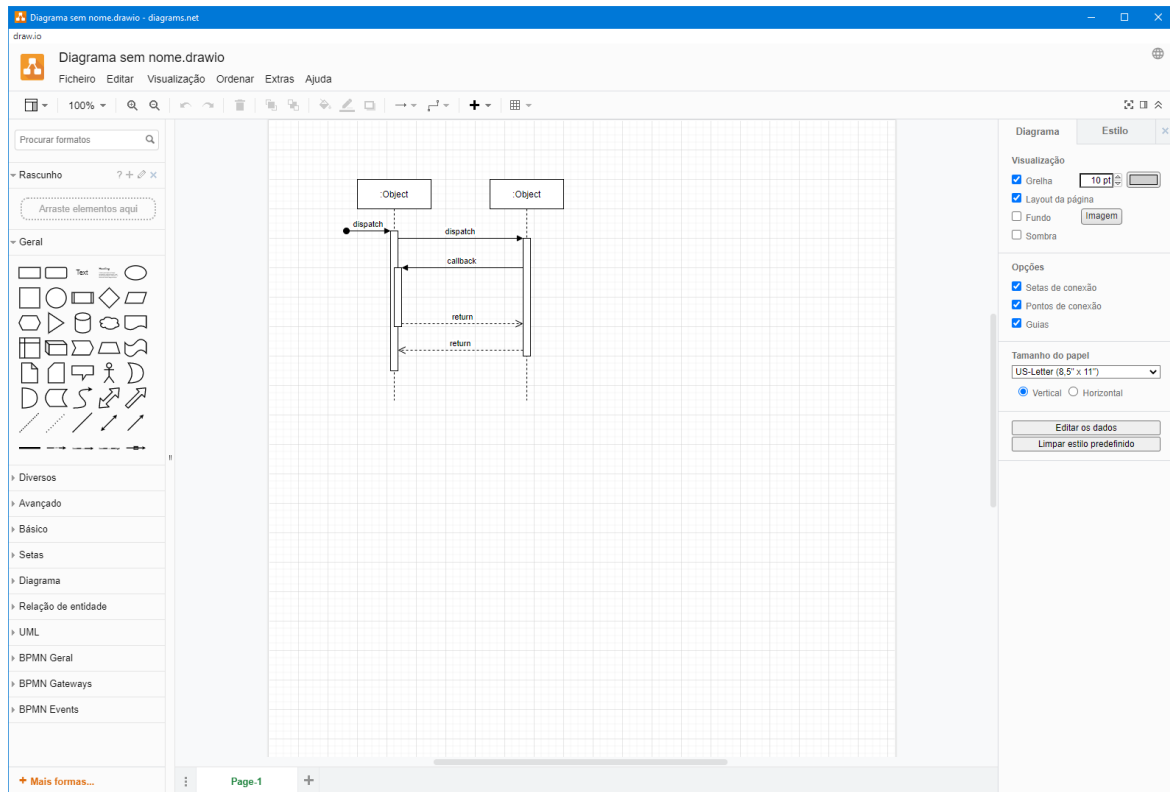 Diagrama sem nome.drawio - diagrams.net
draw.io
Diagrama sem nome.drawio
Ficheiro Editar Visualização Ordenar Extras Ajuda
100%
Procurar formatos
Rascunho
Arraste elementos aqui
Geral
Text
Diversos
Avançado
Básico
Setas
Diagrama
Relação de entidade
UML
BPMN Geral
BPMN Gateways
BPMN Events
+ Mais formas...
:Object :Object
dispatch
dispatch
callback
return
return
Page-1
Diagrama Estilo
Visualização
Grelha 10 pt
Layout da página
Fundo Imagem
Sombra
Opções
Setas de conexão
Pontos de conexão
Guias
Tamanho do papel
US-Letter (8,5" x 11")
Vertical Horizontal
Editar os dados
Limpar estilo predefinido